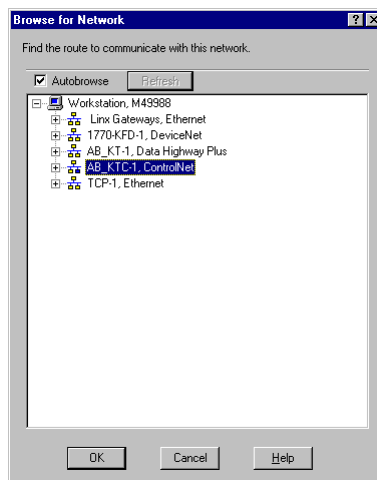 Browse for Network
Find the route to communicate with this network.
Autobrowse Refresh
Workstation, M49988
Linx Gateways, Ethernet
1770-KFD-1, DeviceNet
AB_KT-1, Data Highway Plus
AB_KTC-1, ControlNet
TCP-1, Ethernet
OK Cancel Help